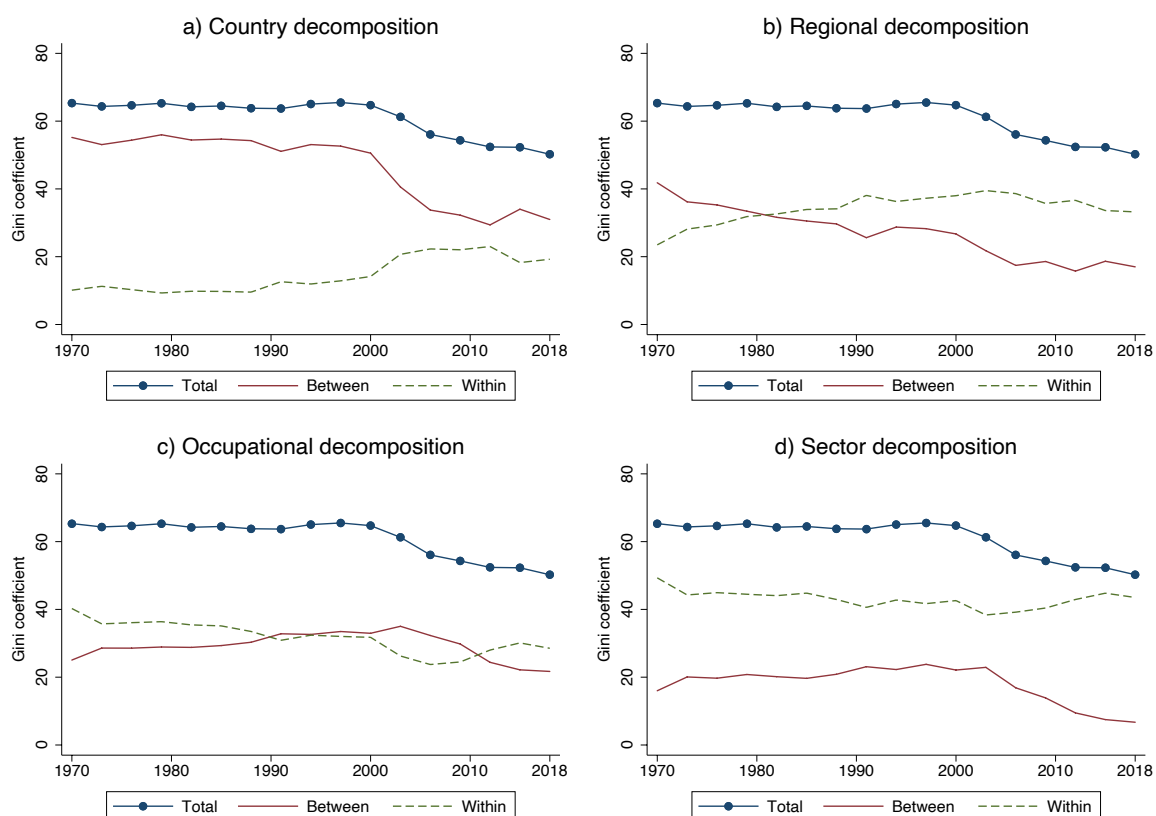 a) Country decomposition
Gini coefficient
80
60
40
20
0
1970 1980 1990 2000 2010 2018
Total Between Within
b) Regional decomposition
Gini coefficient
80
60
40
20
0
1970 1980 1990 2000 2010 2018
Total Between Within
c) Occupational decomposition
Gini coefficient
80
60
40
20
0
1970 1980 1990 2000 2010 2018
Total Between Within
d) Sector decomposition
Gini coefficient
80
60
40
20
0
1970 1980 1990 2000 2010 2018
Total Between Within